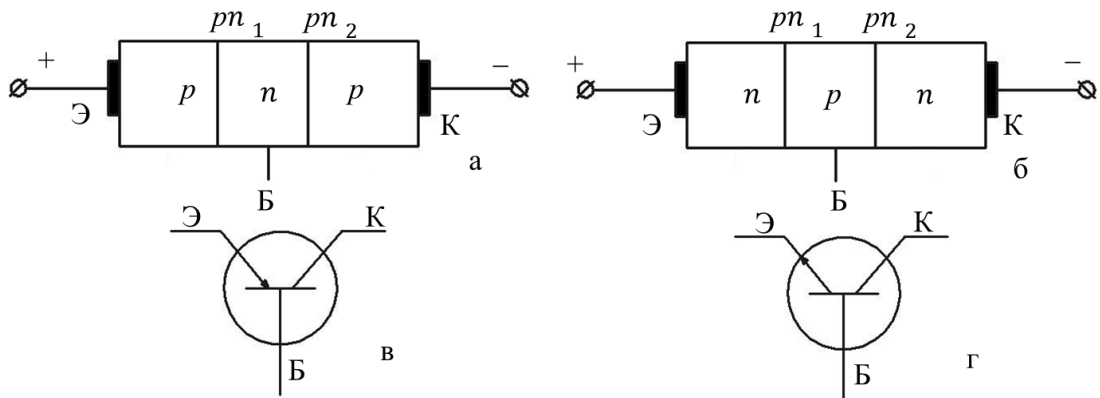 pn 1 pn 2
+ p n p –
Э К
Б
а
pn 1 pn 2
+ n p n –
Э К
Б
б
Э К
Б
в
Э К
Б
г